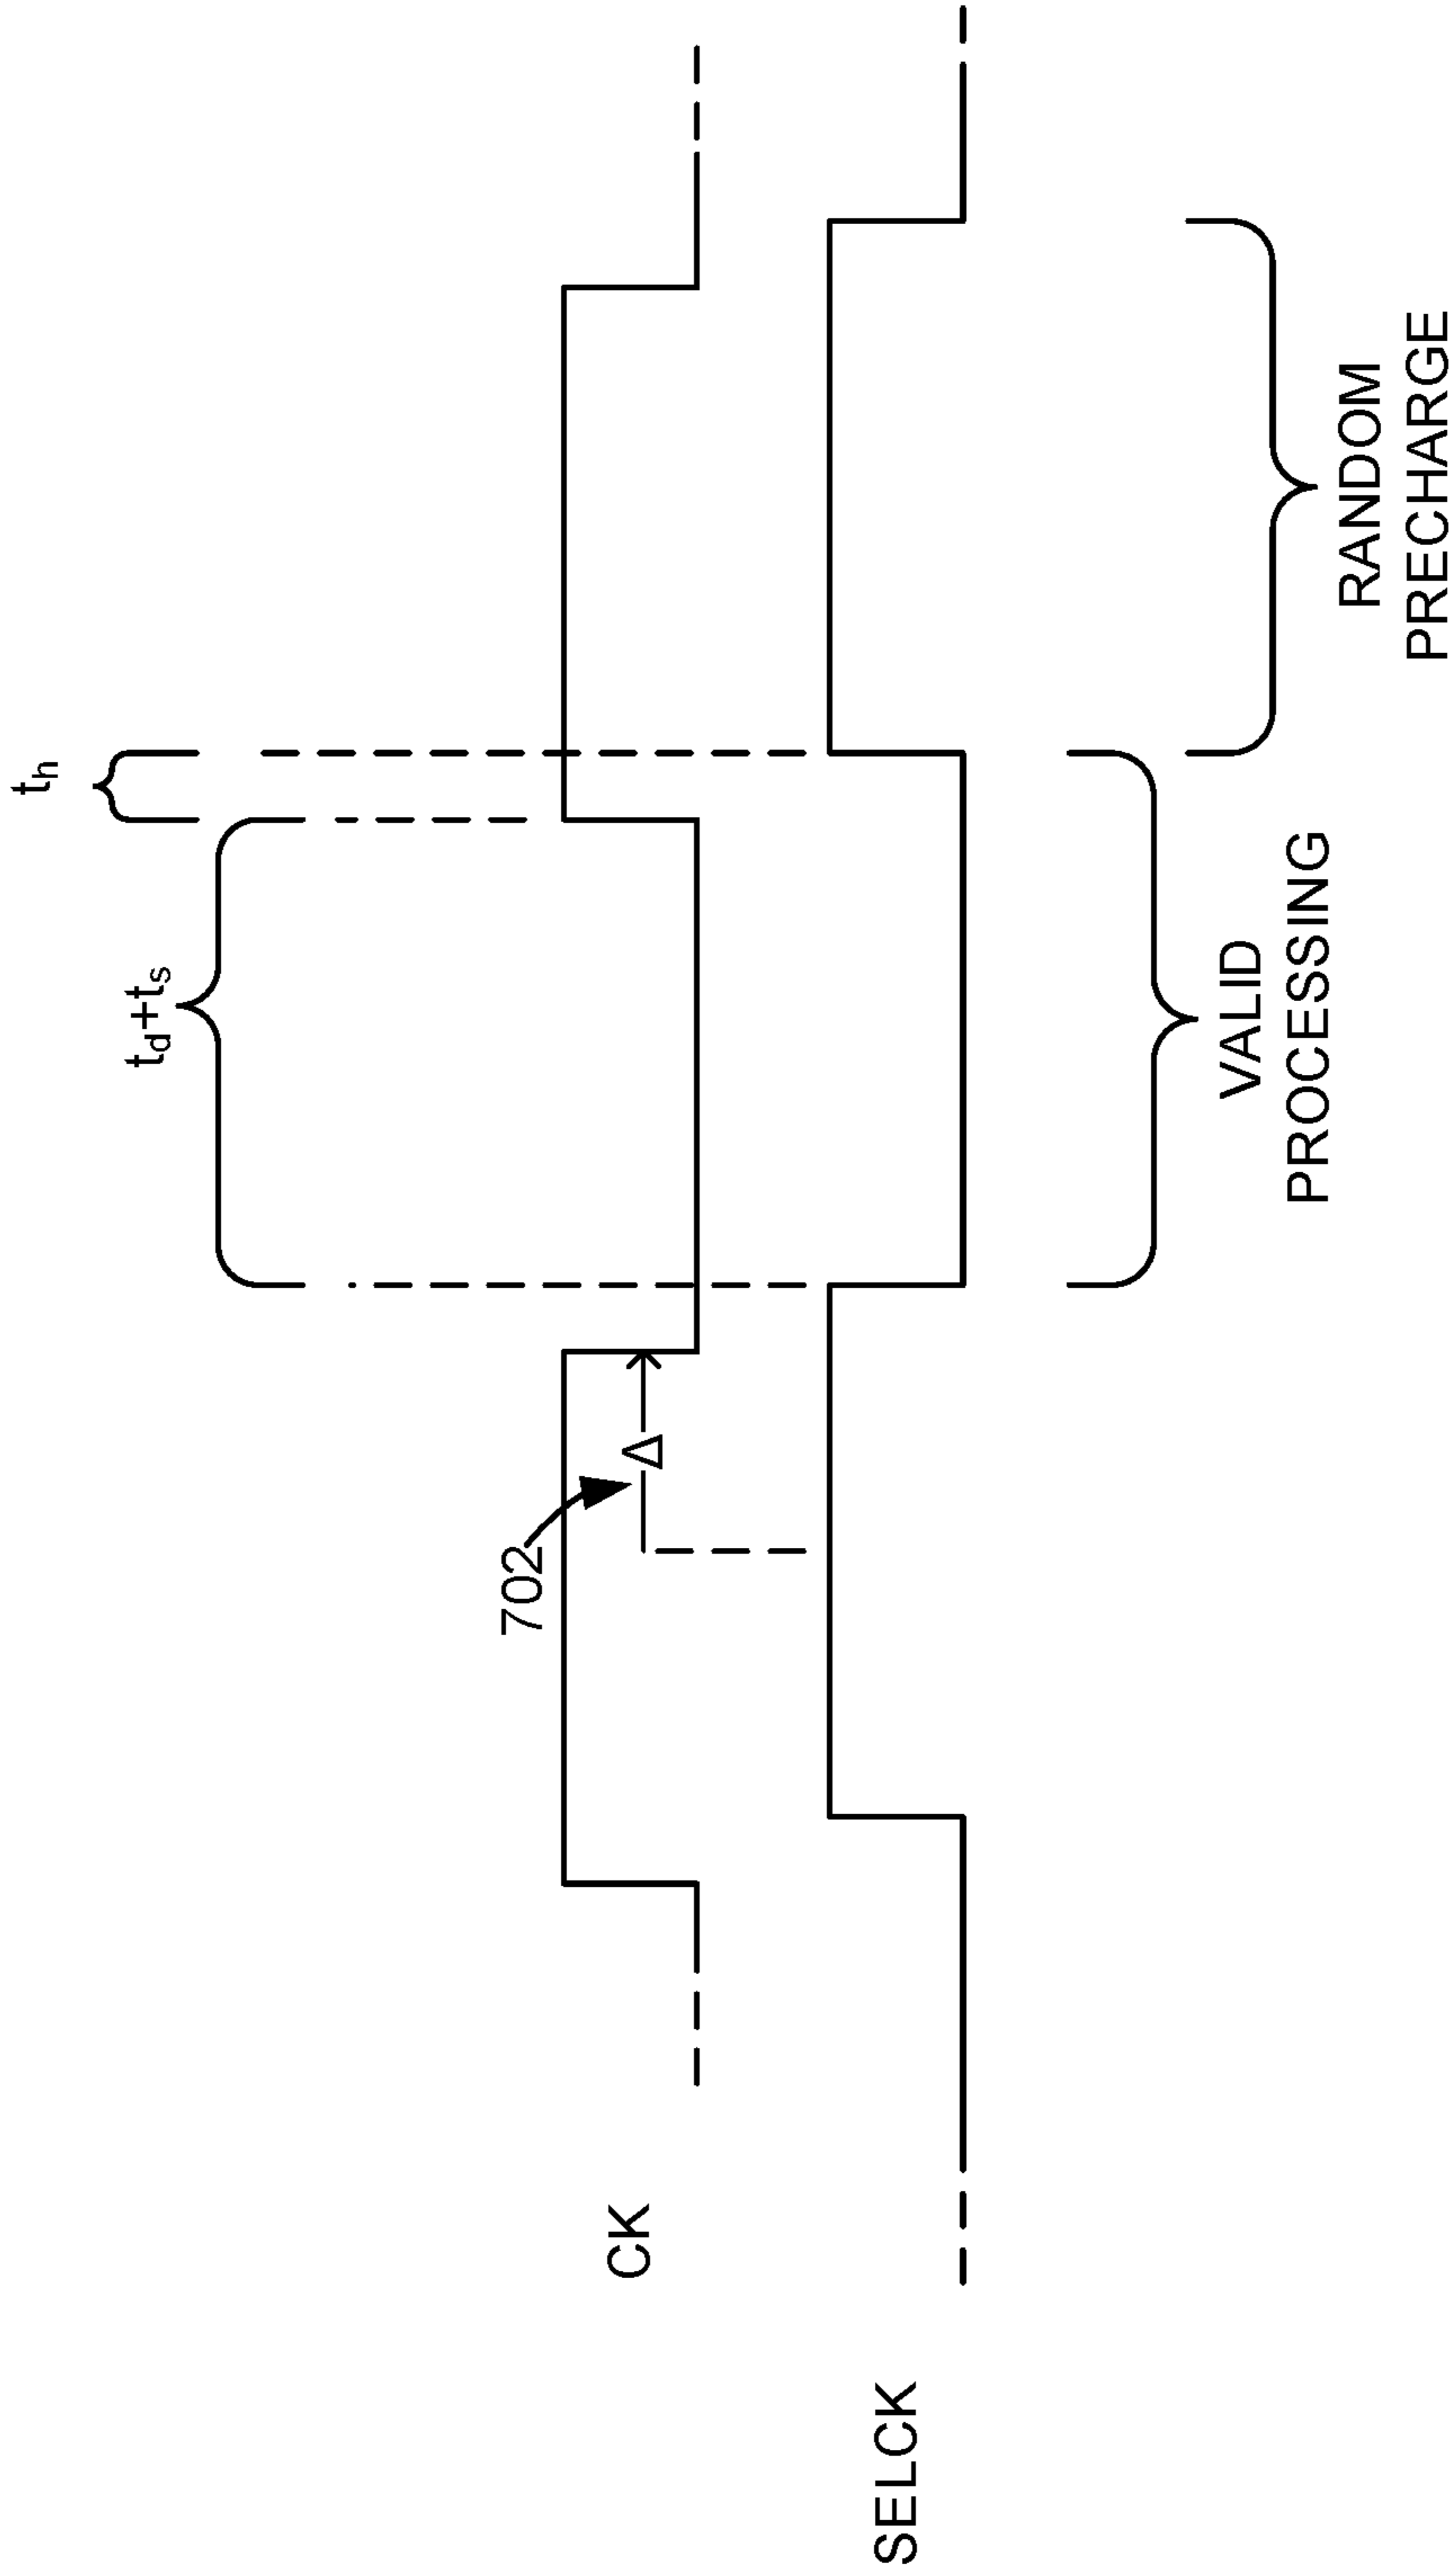 t_h
t_d+t_s
702
Δ
CK
SELCK
VALID
PROCESSING
RANDOM
PRECHARGE